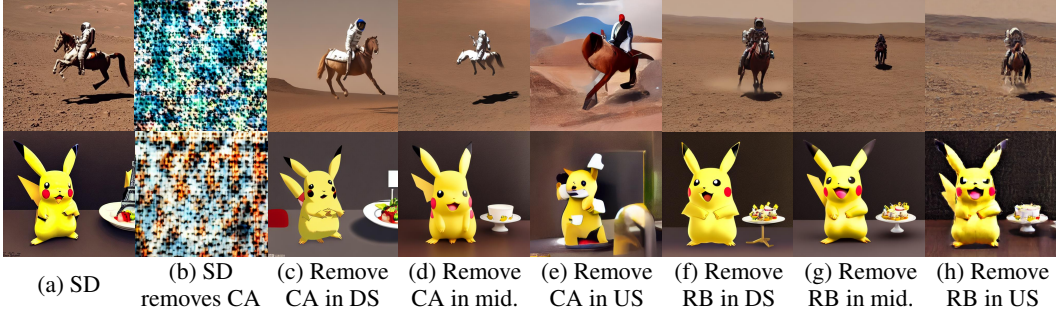 (a) SD
(b) SD
removes CA
(c) Remove
CA in DS
(d) Remove
CA in mid.
(e) Remove
CA in US
(f) Remove
RB in DS
(g) Remove
RB in mid.
(h) Remove
RB in US